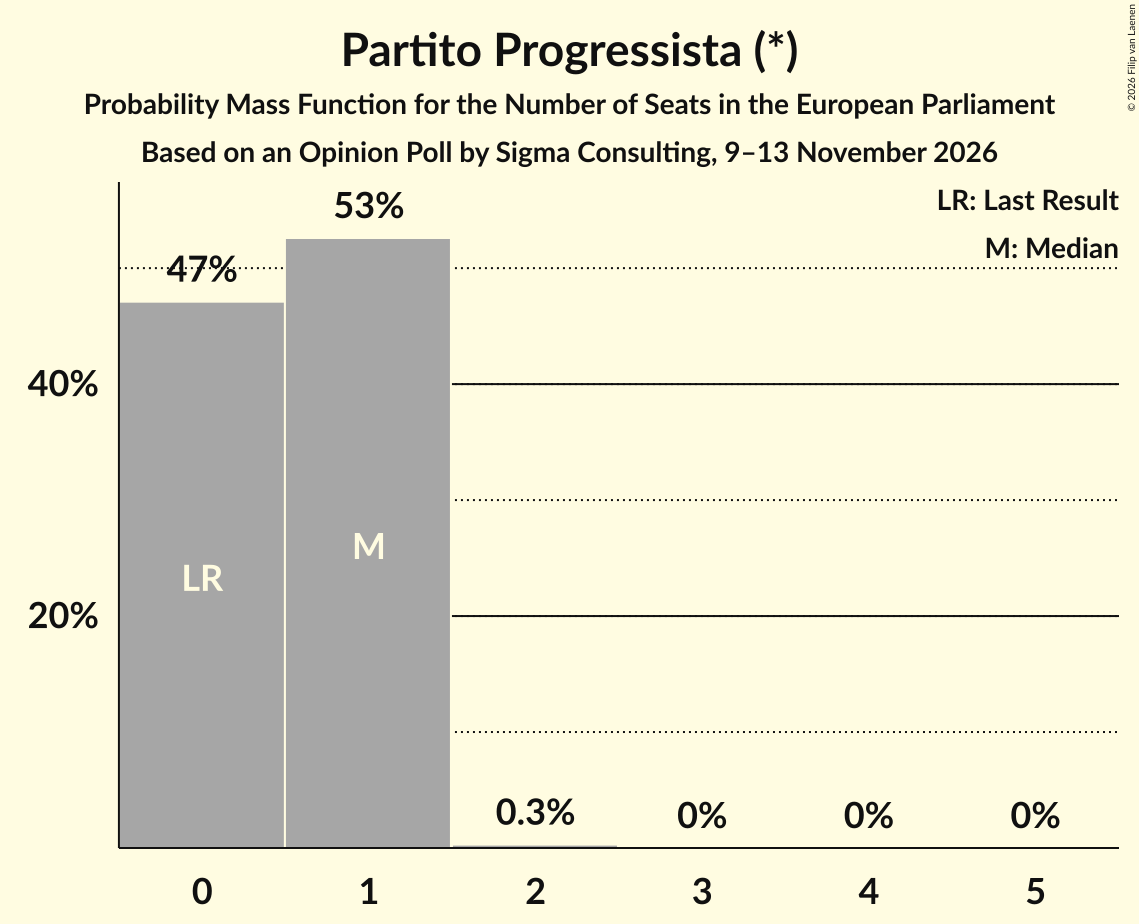 Partito Progressista (*)
Probability Mass Function for the Number of Seats in the European Parliament
Based on an Opinion Poll by Sigma Consulting, 9–13 November 2026
© 2026 Filip van Laenen
LR: Last Result
M: Median
53%
47%
40%
20%
M
LR
0.3%
0%
0%
0%
0
1
2
3
4
5